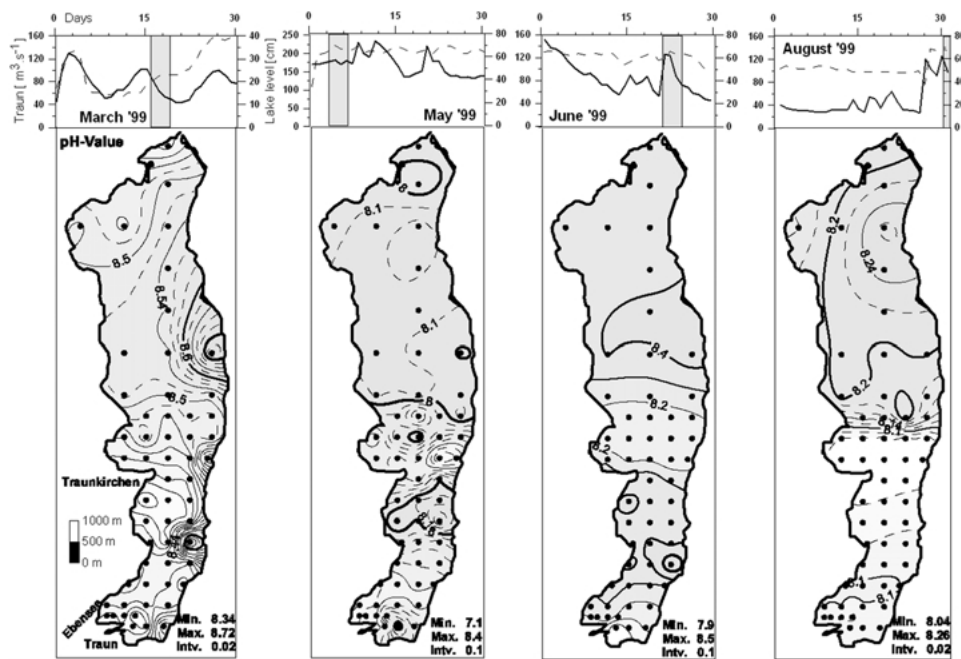 0 Days 15 30 0 15 30 0 15 30 0 15 30
160 120 80 40 0
Traun [ m³.s-1]
40 30 20 10 0
March '99
250 200 150 100 50 0
Lake level [cm]
80 60 40 20 0
May '99
160 120 80 40 0
80 60 40 20 0
June '99
160 120 80 40 0
80 60 40 20 0
August '99
pH-Value
8
8.1
8.2
8.5
8.24
8.54
8.1
8.6
8.4
8.5
8
8.2
8.2
8.1
8.2
Traunkirchen
1000 m
500 m
0 m
8.1
8.1
Ebensee
Traun
Min. 8.34
Max. 8.72
Intv. 0.02
Min. 7.1
Max. 8.4
Intv. 0.1
Min. 7.9
Max. 8.5
Intv. 0.1
Min. 8.04
Max. 8.26
Intv. 0.02